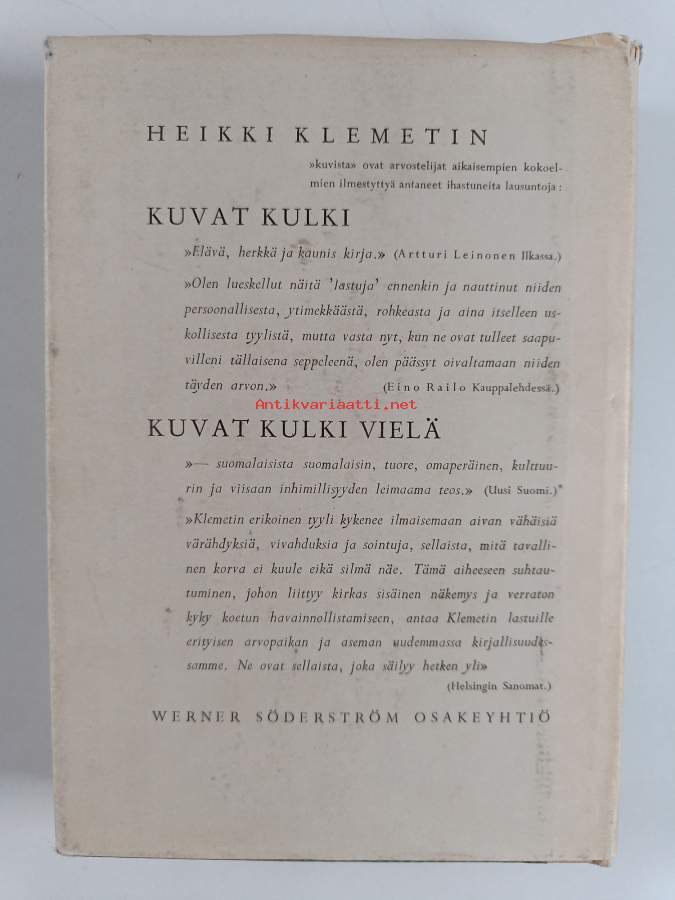 HEIKKI KLEMETIN
»kuvista» ovat arvostelijat aikaisempien kokoel-
mien ilmestyttyä antaneet ihastuneita lausuntoja:
KUVAT KULKI
»Elävä, herkkä ja kaunis kirja.» (Artturi Leinonen Ilkassa.)
»Olen lueskellut näitä 'lastuja' ennenkin ja nauttinut niiden
persoonallisesta, ytimekkäästä, rohkeasta ja aina itselleen us-
kollisesta tyylistä, mutta vasta nyt, kun ne ovat tulleet saapu-
villeni tällaisena seppeleenä, olen päässyt oivaltamaan niiden
täyden arvon.» (Eino Railo Kauppalehdessä.)
Antikvariaatti.net
KUVAT KULKI VIELÄ
»— suomalaisista suomalaisin, tuore, omaperäinen, kulttuu-
rin ja viisaan inhimillisyyden leimaama teos.» (Uusi Suomi.)
»Klemetin erikoinen tyyli kykenee ilmaisemaan aivan vähäisiä
värähdyksiä, vivahduksia ja sointuja, sellaista, mitä tavalli-
nen korva ei kuule eikä silmä näe. Tämä aiheeseen suhtau-
tuminen, johon liittyy kirkas sisäinen näkemys ja verraton
kyky koetun havainnollistamiseen, antaa Klemetin lastuille
erityisen arvopaikan ja aseman uudemmassa kirjallisuudes-
samme. Ne ovat sellaista, joka säilyy hetken yli»
(Helsingin Sanomat.)
WERNER SÖDERSTRÖM OSAKEYHTIÖ